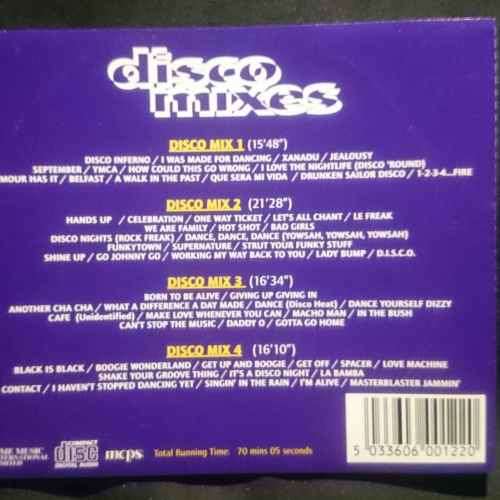 disco
mixes
DISCO MIX 1 (15'48")
DISCO INFERNO / I WAS MADE FOR DANCING / XANADU / JEALOUSY
SEPTEMBER / YMCA / HOW COULD THIS GO WRONG / I LOVE THE NIGHTLIFE (DISCO 'ROUND)
MOUR HAS IT / BELFAST / A WALK IN THE PAST / QUE SERA MI VIDA / DRUNKEN SAILOR DISCO / 1-2-3-4...FIRE
DISCO MIX 2 (21'28")
HANDS UP / CELEBRATION / ONE WAY TICKET / LET'S ALL CHANT / LE FREAK
WE ARE FAMILY / HOT SHOT / BAD GIRLS
DISCO NIGHTS (ROCK FREAK) / DANCE, DANCE, DANCE (YOWSAH, YOWSAH, YOWSAH)
FUNKYTOWN / SUPERNATURE / STRUT YOUR FUNKY STUFF
SHINE UP / GO JOHNNY GO / WORKING MY WAY BACK TO YOU / LADY BUMP / D.I.S.C.O.
DISCO MIX 3 (16'34")
BORN TO BE ALIVE / GIVING UP GIVING IN
ANOTHER CHA CHA / WHAT A DIFFERENCE A DAY MADE / DANCE (Disco Heat) / DANCE YOURSELF DIZZY
CAFÉ (Unidentified) / MAKE LOVE WHENEVER YOU CAN / MACHO MAN / IN THE BUSH
CAN'T STOP THE MUSIC / DADDY O / GOTTA GO HOME
DISCO MIX 4 (16'10")
BLACK IS BLACK / BOOGIE WONDERLAND / GET UP AND BOOGIE / GET OFF / SPACER / LOVE MACHINE
SHAKE YOUR GROOVE THING / IT'S A DISCO NIGHT / LA BAMBA
CONTACT / I HAVEN'T STOPPED DANCING YET / SINGIN' IN THE RAIN / I'M ALIVE / MASTERBLASTER JAMMIN'
ME MUSIC
TERNATIONAL
IMITED
COMPACT
disc
DIGITAL AUDIO
mcps
Total Running Time: 70 mins 05 seconds
5 033606 001220